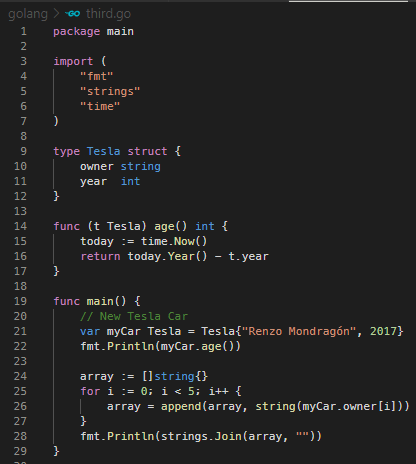 golang > third.go
1 package main
2
3 import (
4     "fmt"
5     "strings"
6     "time"
7 )
8
9 type Tesla struct {
10     owner string
11     year  int
12 }
13
14 func (t Tesla) age() int {
15     today := time.Now()
16     return today.Year() - t.year
17 }
18
19 func main() {
20     // New Tesla Car
21     var myCar Tesla = Tesla{"Renzo Mondragón", 2017}
22     fmt.Println(myCar.age())
23
24     array := []string{}
25     for i := 0; i < 5; i++ {
26         array = append(array, string(myCar.owner[i]))
27     }
28     fmt.Println(strings.Join(array, ""))
29 }